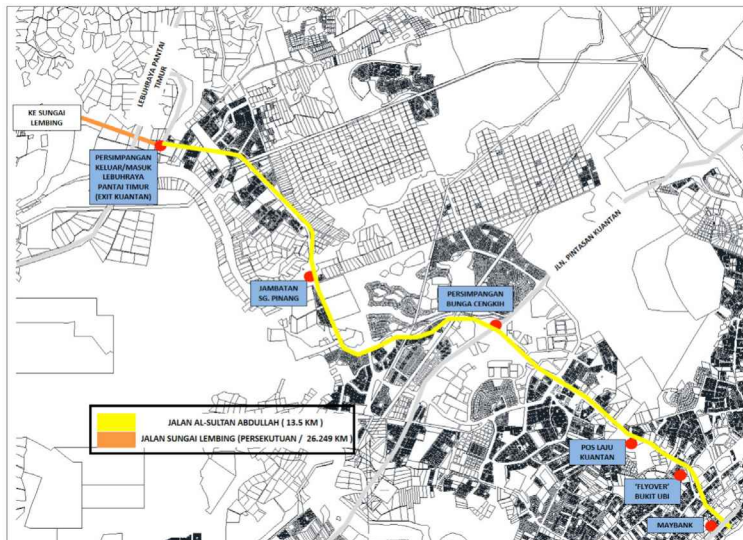 LEBUHRAYA PANTAI
TIMUR
KE SUNGAI
LEMBING
PERSIMPANGAN
KELUAR/MASUK
LEBUHRAYA
PANTAI TIMUR
(EXIT KUANTAN)
JLN. PINTASAN KUANTAN
JAMBATAN
SG. PINANG
PERSIMPANGAN
BUNGA CENGKIH
JALAN AL-SULTAN ABDULLAH ( 13.5 KM )
JALAN SUNGAI LEMBING (PERSEKUTUAN / 26.249 KM )
POS LAJU
KUANTAN
'FLYOVER'
BUKIT UBI
MAYBANK